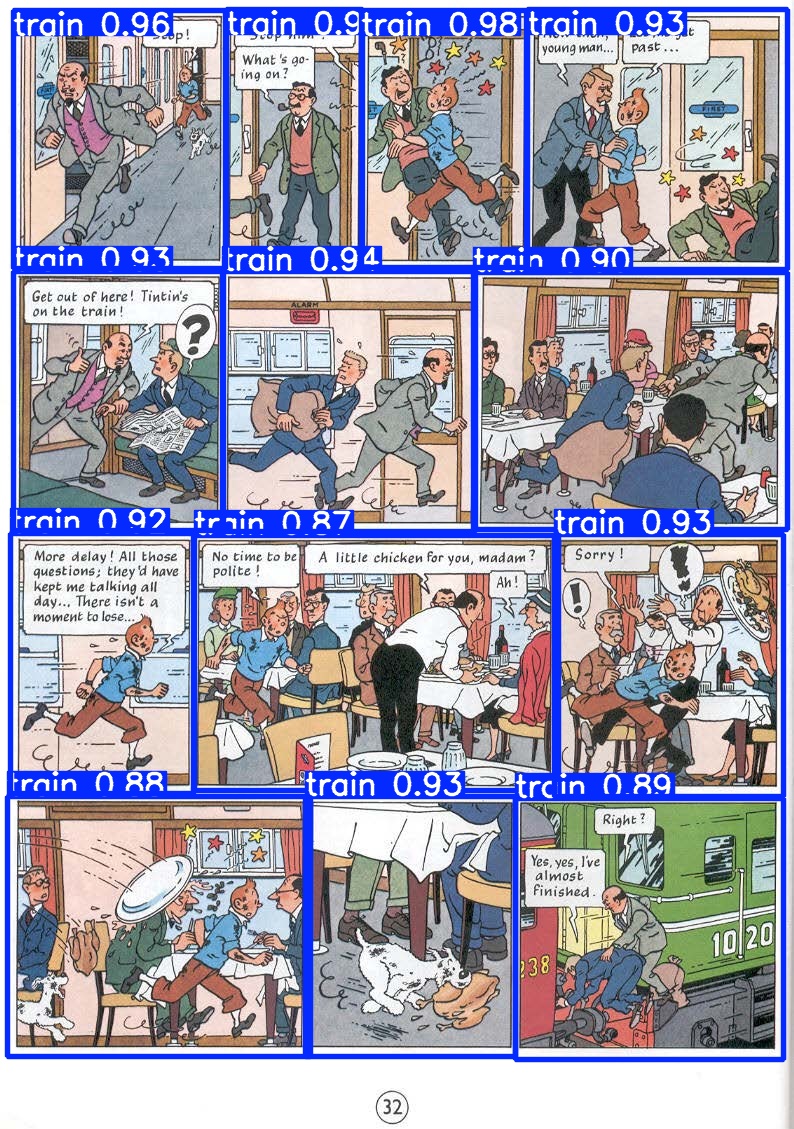 train 0.96
train 0.9
train 0.98
train 0.93
Stop!
What's go-
ing on?
young man...
past...
FIRST
train 0.93
train 0.94
train 0.90
Get out of here! Tintin's
on the train!
?
ALARM
train 0.92
train 0.87
train 0.93
More delay! All those
questions; they'd have
kept me talking all
day... There isn't a
moment to lose...
No time to be
polite!
A little chicken for you, madam?
Ah!
Sorry!
!
train 0.88
train 0.93
train 0.89
Right?
Yes, yes, I've
almost
finished.
238
10 20
32